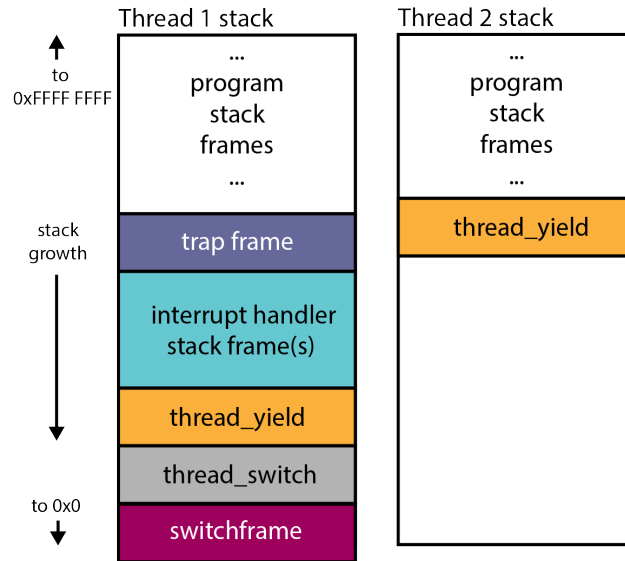 Thread 1 stack
Thread 2 stack
to
0xFFFF FFFF
...
program
stack
frames
...
...
program
stack
frames
...
stack
growth
trap frame
thread_yield
interrupt handler
stack frame(s)
thread_yield
thread_switch
to 0x0
switchframe